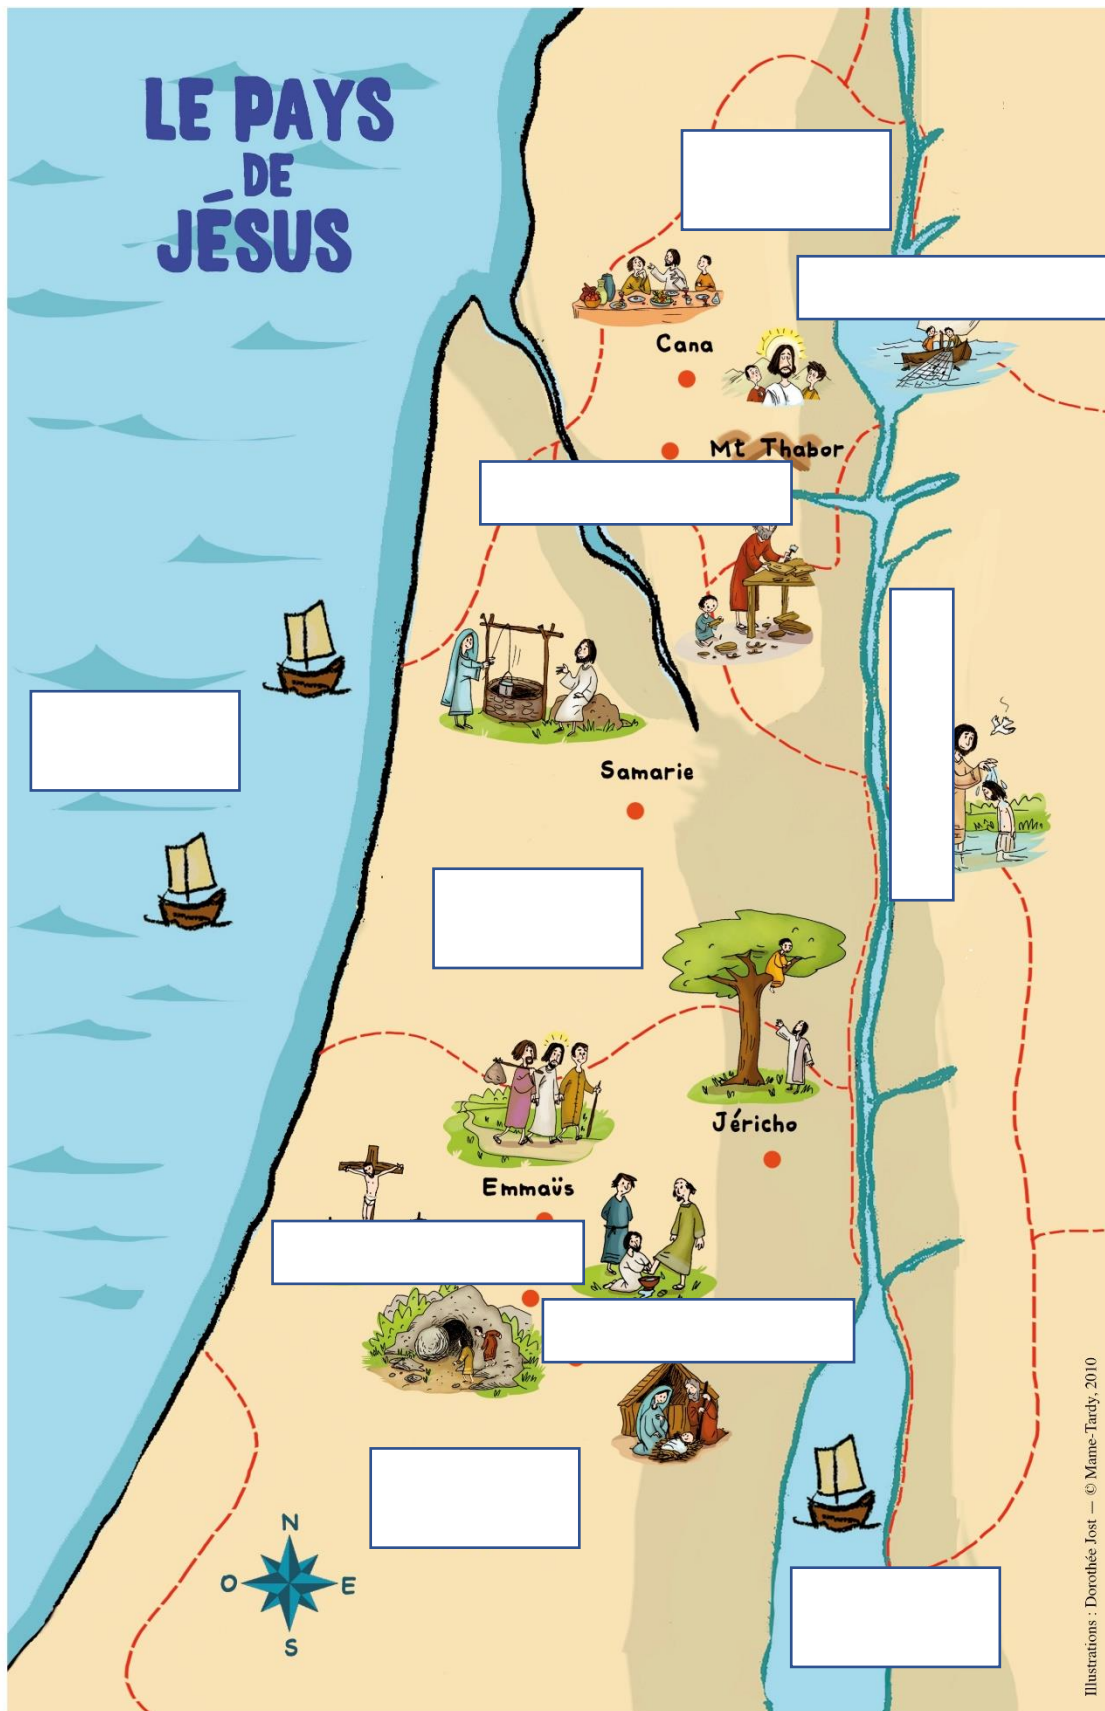 LE PAYS
DE
JÉSUS
Cana
Mt Thabor
Samarie
Jéricho
Emmaüs
N
O
E
S
Illustrations : Dorothée Jost – © Mame-Tardy, 2010